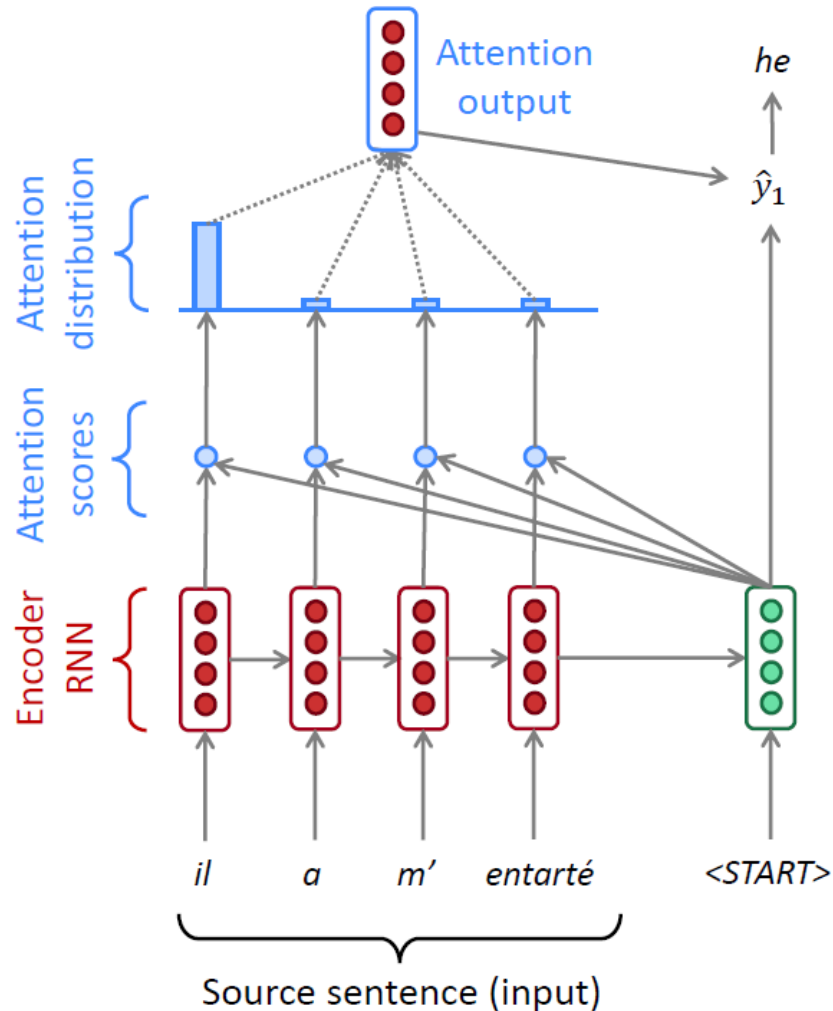 Attention
output
he
ŷ₁
Attention
distribution
Attention
scores
Encoder
RNN
il a m' entarté <START>
Source sentence (input)